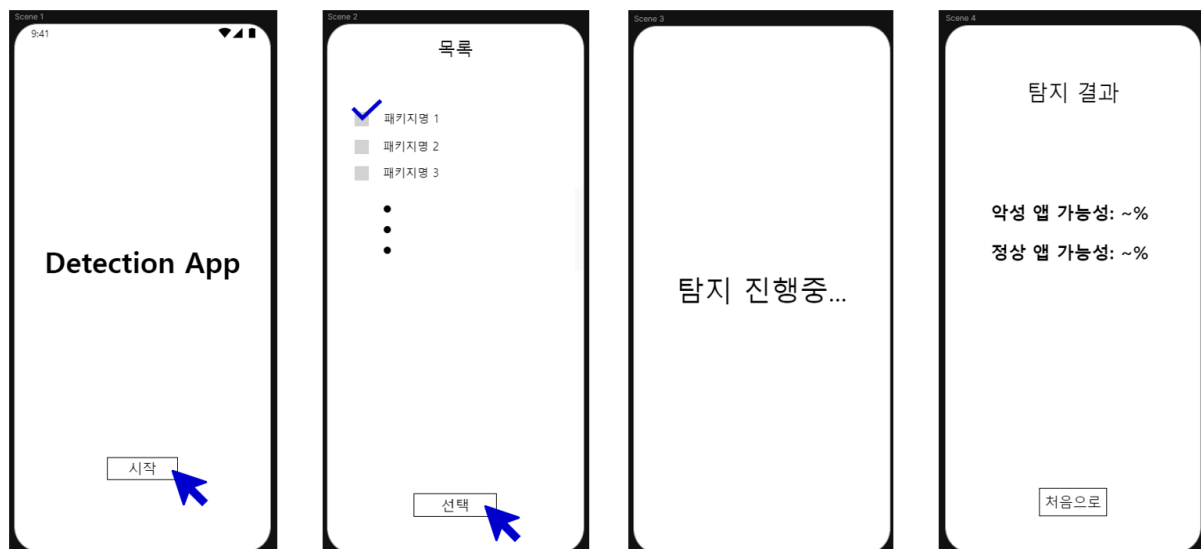 Scene 1
9:41
Detection App
시작
Scene 2
목록
패키지명 1
패키지명 2
패키지명 3
선택
Scene 3
탐지 진행중...
Scene 4
탐지 결과
악성 앱 가능성: ~%
정상 앱 가능성: ~%
처음으로